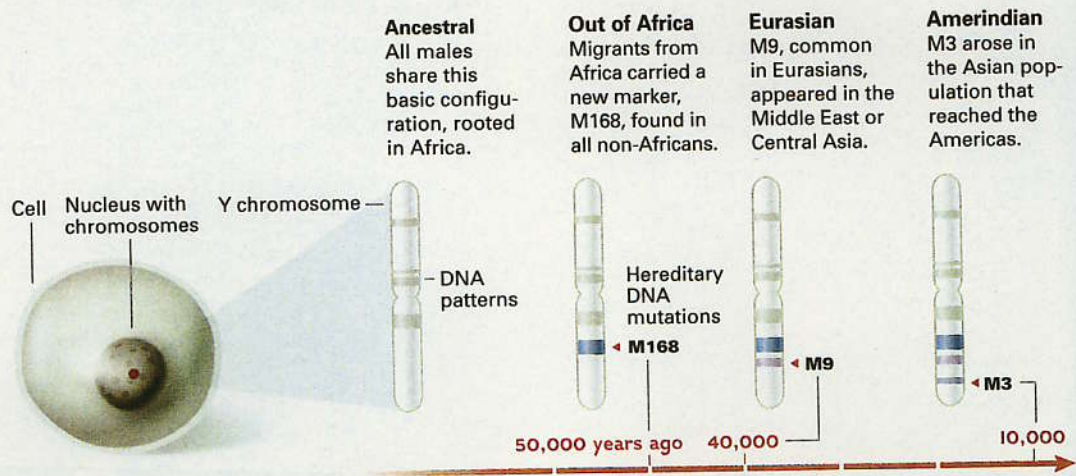 Ancestral
All males
share this
basic configu-
ration, rooted
in Africa.
Out of Africa
Migrants from
Africa carried a
new marker,
M168, found in
all non-Africans.
Eurasian
M9, common
in Eurasians,
appeared in the
Middle East or
Central Asia.
Amerindian
M3 arose in
the Asian pop-
ulation that
reached the
Americas.
Cell
Nucleus with
chromosomes
Y chromosome
DNA
patterns
Hereditary
DNA
mutations
M168
M9
M3
50,000 years ago
40,000
10,000